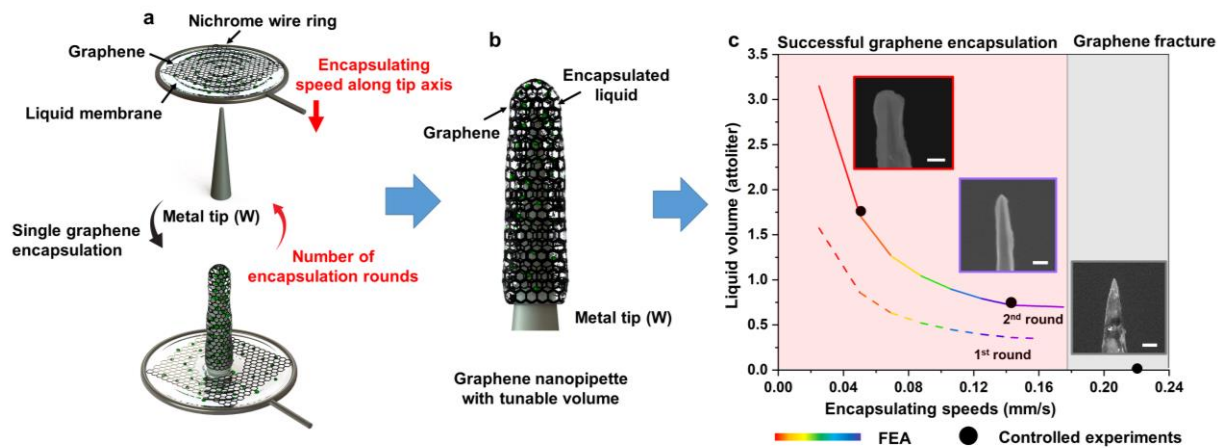 a
Nichrome wire ring
Graphene
Liquid membrane
Encapsulating
speed along tip axis
Metal tip (W)
Single graphene
encapsulation
Number of
encapsulation rounds
b
Encapsulated
liquid
Graphene
Metal tip (W)
Graphene nanopipette
with tunable volume
c
Successful graphene encapsulation
Graphene fracture
Liquid volume (attoliter)
3.5
3.0
2.5
2.0
1.5
1.0
0.5
0.0
2nd round
1st round
0.00 0.04 0.08 0.12 0.16 0.20 0.24
Encapsulating speeds (mm/s)
FEA
Controlled experiments